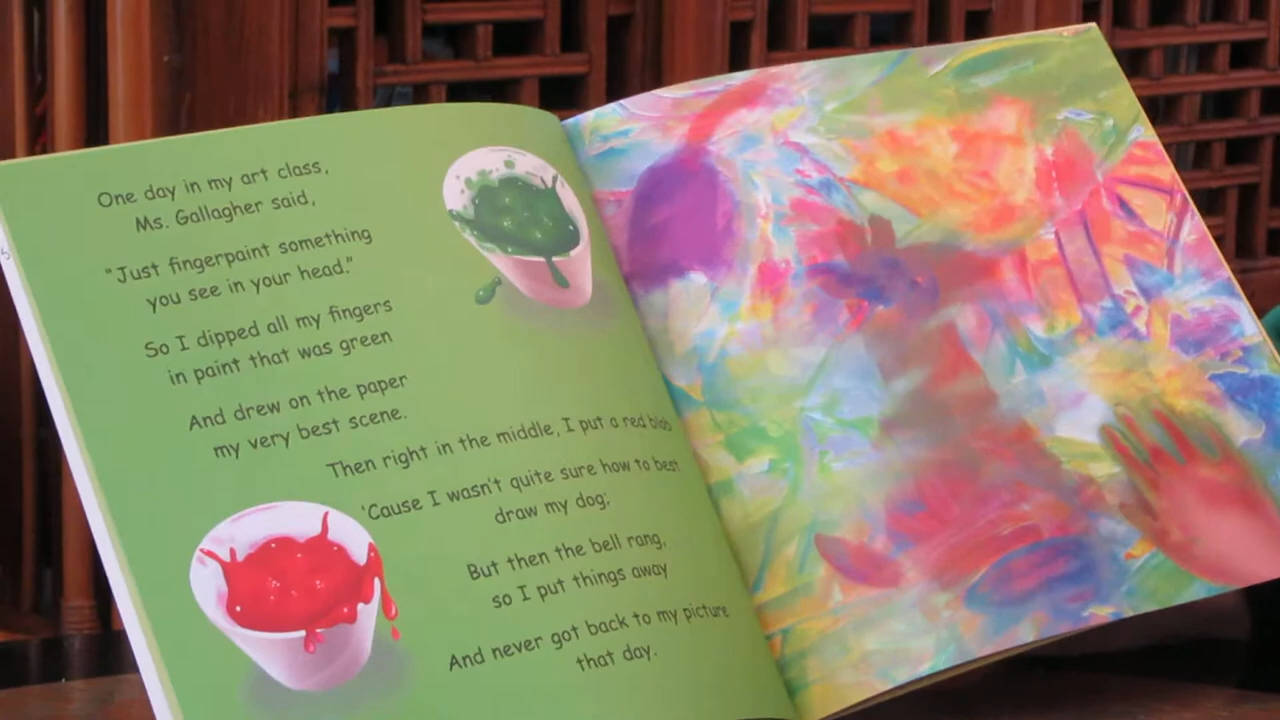 One day in my art class,
Ms. Gallagher said,
"Just fingerpaint something
you see in your head."
So I dipped all my fingers
in paint that was green
And drew on the paper
my very best scene.
Then right in the middle, I put a red blob
'Cause I wasn't quite sure how to best
draw my dog;
But then the bell rang,
so I put things away
And never got back to my picture
that day.